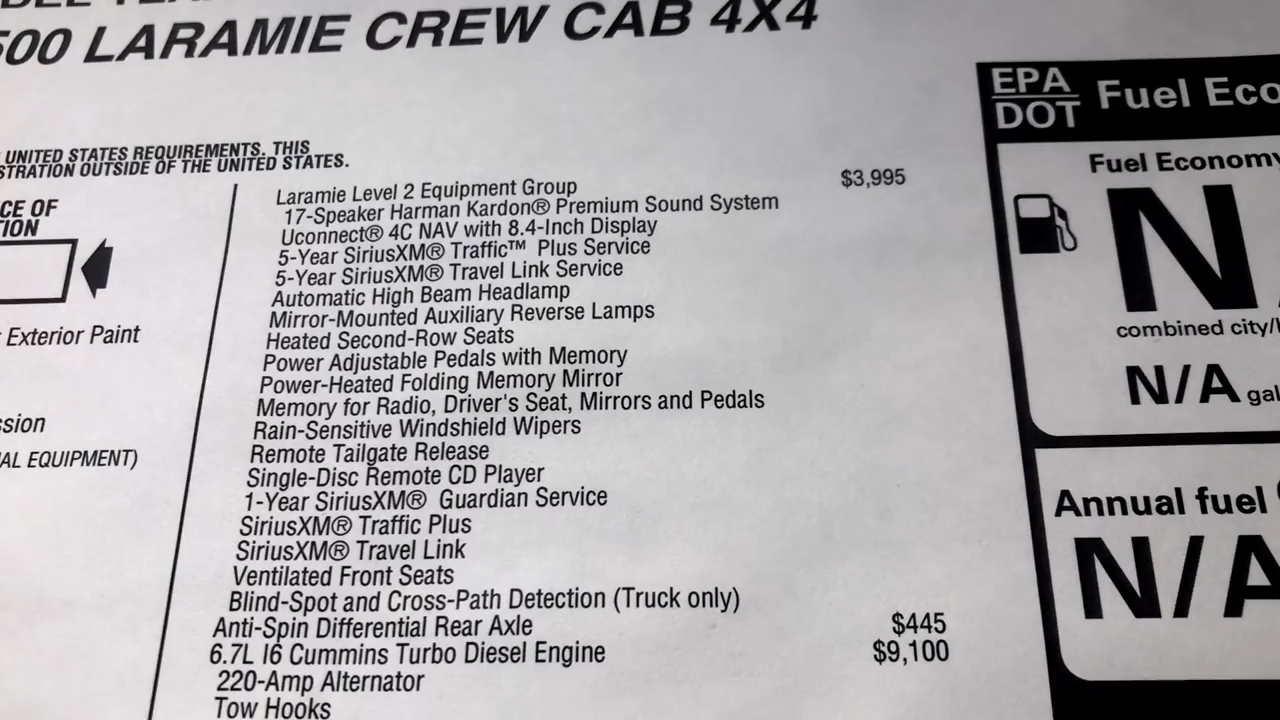 500 LARAMIE CREW CAB 4X4
UNITED STATES REQUIREMENTS. THIS
STRATION OUTSIDE OF THE UNITED STATES.
CE OF
ION
Exterior Paint
ssion
AL EQUIPMENT)
Laramie Level 2 Equipment Group $3,995
17-Speaker Harman Kardon® Premium Sound System
Uconnect® 4C NAV with 8.4-Inch Display
5-Year SiriusXM® Traffic™ Plus Service
5-Year SiriusXM® Travel Link Service
Automatic High Beam Headlamp
Mirror-Mounted Auxiliary Reverse Lamps
Heated Second-Row Seats
Power Adjustable Pedals with Memory
Power-Heated Folding Memory Mirror
Memory for Radio, Driver's Seat, Mirrors and Pedals
Rain-Sensitive Windshield Wipers
Remote Tailgate Release
Single-Disc Remote CD Player
1-Year SiriusXM® Guardian Service
SiriusXM® Traffic Plus
SiriusXM® Travel Link
Ventilated Front Seats
Blind-Spot and Cross-Path Detection (Truck only)
Anti-Spin Differential Rear Axle $445
6.7L I6 Cummins Turbo Diesel Engine $9,100
220-Amp Alternator
Tow Hooks
EPA
DOT
Fuel Eco
Fuel Economy
N
combined city/
N/A gal
Annual fuel
N/A